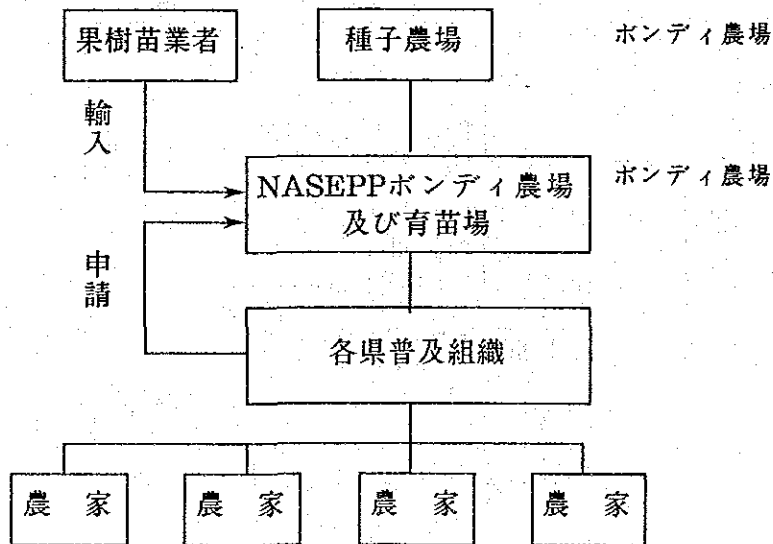 果樹苗業者
種子農場
ボンディ農場
輸入
NASEPPボンディ農場
及び育苗場
ボンディ農場
申請
各県普及組織
農 家
農 家
農 家
農 家